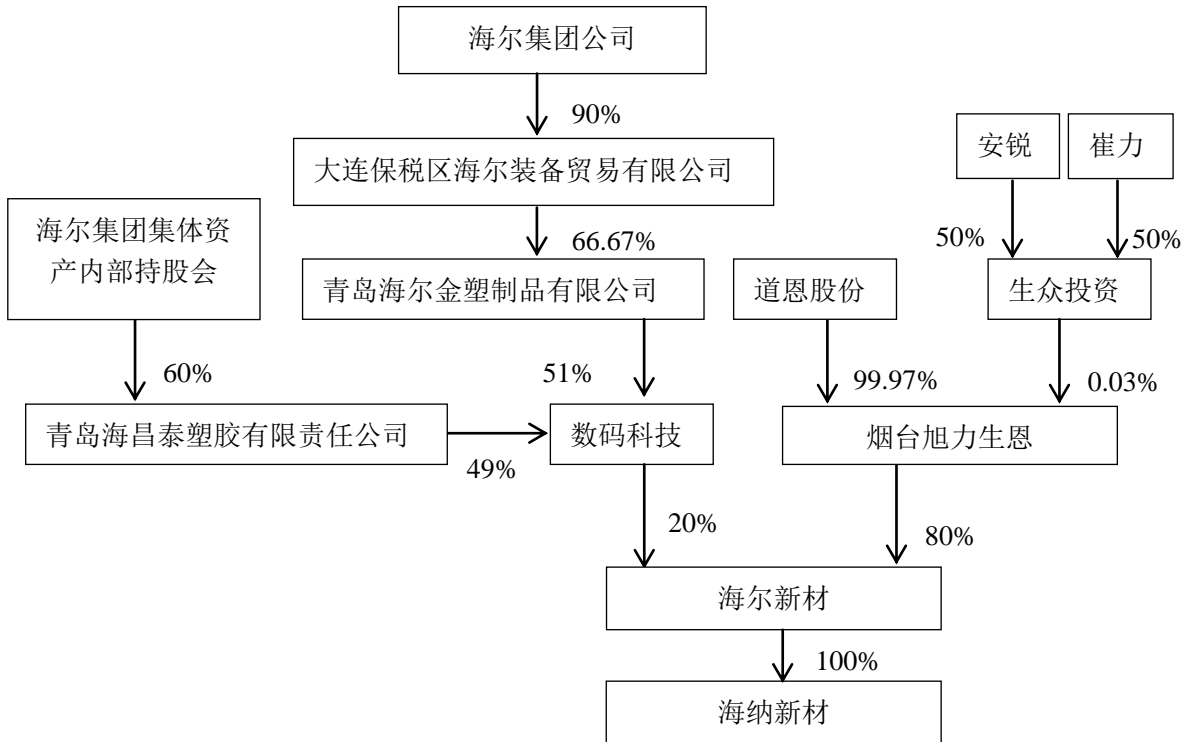 海尔集团公司
90%
安锐
崔力
大连保税区海尔装备贸易有限公司
海尔集团集体资
产内部持股会
66.67%
50%
50%
青岛海尔金塑制品有限公司
道恩股份
生众投资
60%
51%
99.97%
0.03%
青岛海昌泰塑胶有限责任公司
49%
数码科技
烟台旭力生恩
20%
80%
海尔新材
100%
海纳新材